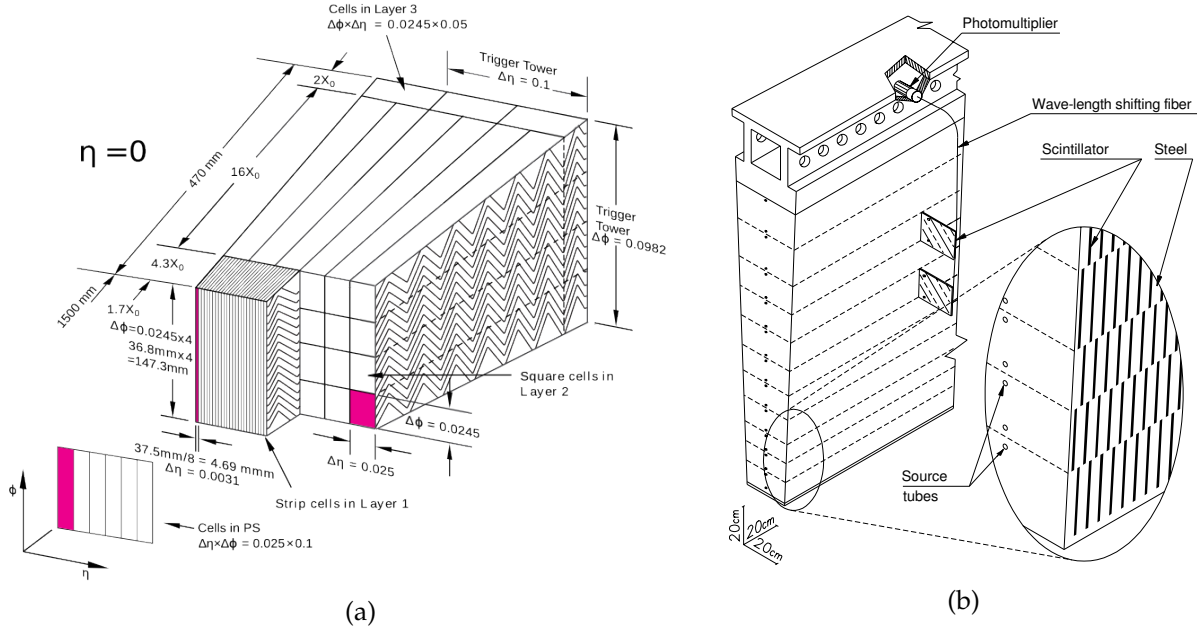 Cells in Layer 3
Δϕ×Δη = 0.0245×0.05
Trigger Tower
Δη = 0.1
2X₀
η =0
470 mm
16X₀
Trigger
Tower
Δϕ = 0.0982
4.3X₀
1500 mm
1.7X₀
Δϕ=0.0245x4
36.8mmx4
=147.3mm
Square cells in
Layer 2
Δϕ = 0.0245
37.5mm/8 = 4.69 mmm
Δη = 0.0031
Δη = 0.025
Strip cells in Layer 1
ϕ
Cells in PS
Δη×Δϕ = 0.025×0.1
η
(a)
Photomultiplier
Wave-length shifting fiber
Scintillator
Steel
Source
tubes
20cm
20cm
20cm
(b)